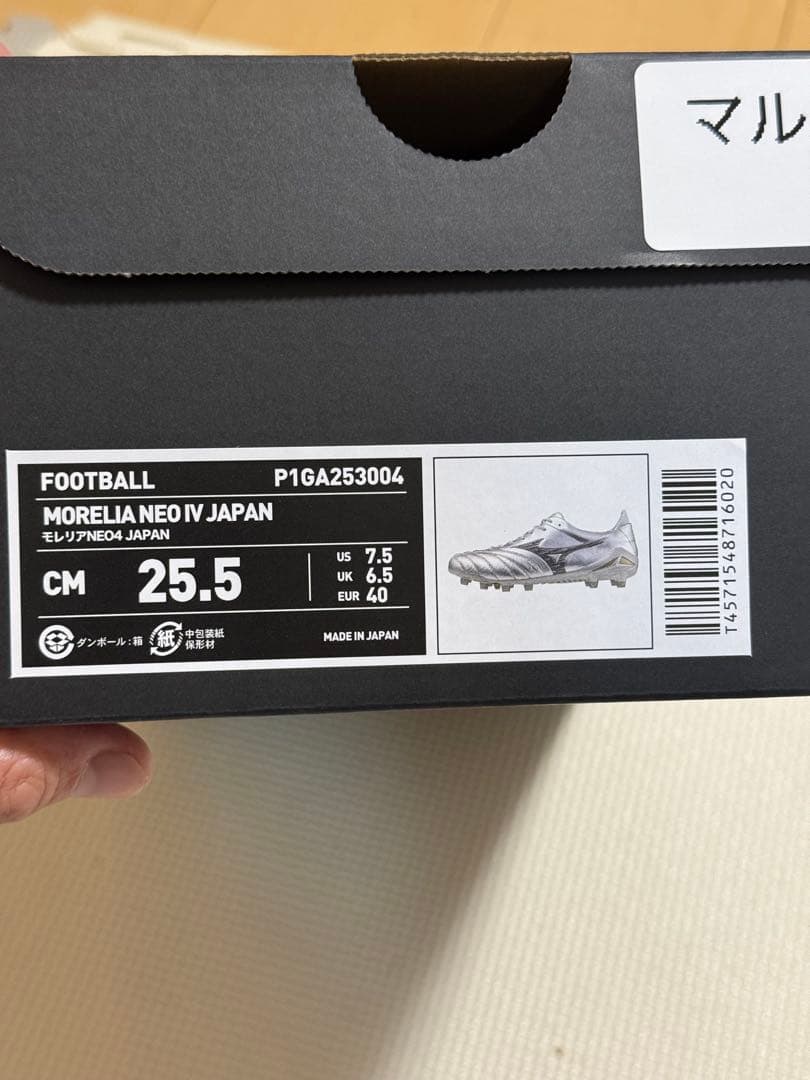 マル
FOOTBALL P1GA253004
MORELIA NEO IV JAPAN
モレリアNEO4 JAPAN
CM 25.5
US 7.5
UK 6.5
EUR 40
ダンボール:箱
紙 中包装紙
保形材
MADE IN JAPAN
T4571548716020